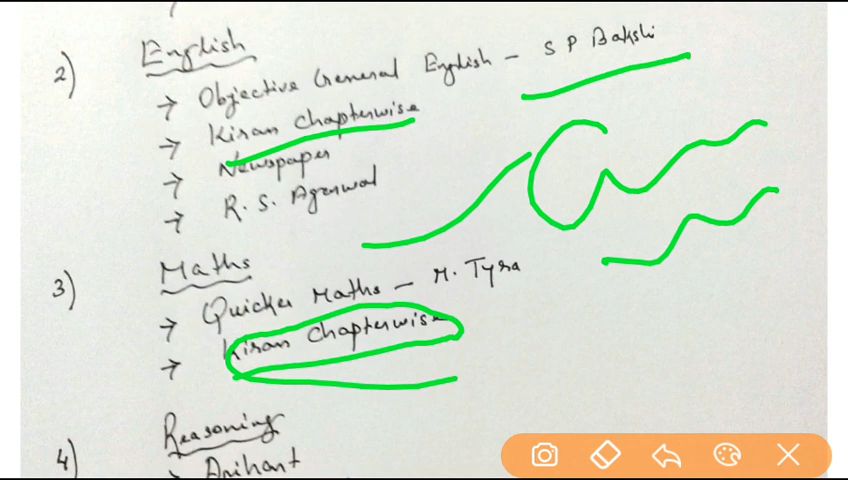 2) English
→ Objective General English - S P Bakshi
→ Kiran Chapterwise
→ Newspaper
→ R. S. Agarwal
3) Maths
→ Quicker Maths - M. Tyra
→ Kiran Chapterwise
4) Reasoning
→ Arihant